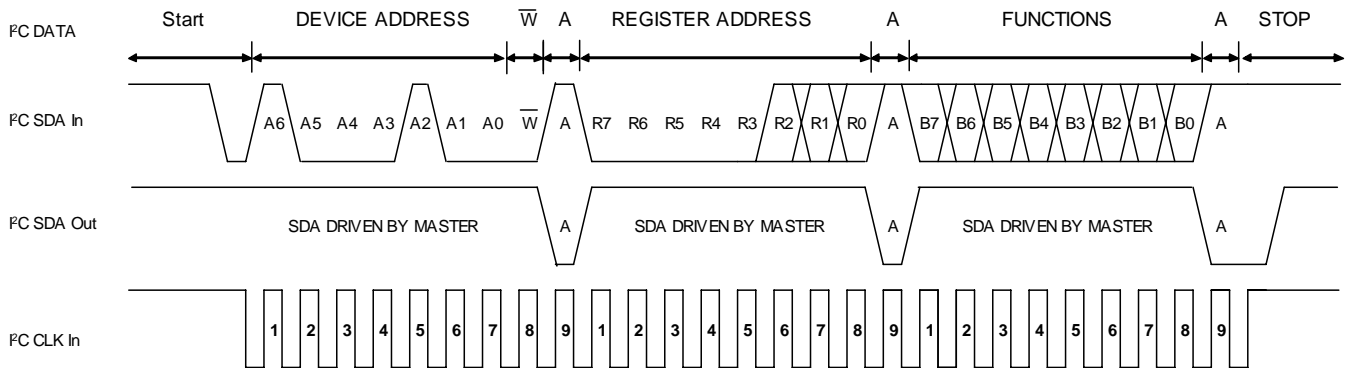 I²C DATA Start DEVICE ADDRESS W̅ A REGISTER ADDRESS A FUNCTIONS A STOP
I²C SDA In A6 A5 A4 A3 A2 A1 A0 W̅ A R7 R6 R5 R4 R3 R2 R1 R0 A B7 B6 B5 B4 B3 B2 B1 B0 A
I²C SDA Out SDA DRIVEN BY MASTER A SDA DRIVEN BY MASTER A SDA DRIVEN BY MASTER A
I²C CLK In 1 2 3 4 5 6 7 8 9 1 2 3 4 5 6 7 8 9 1 2 3 4 5 6 7 8 9